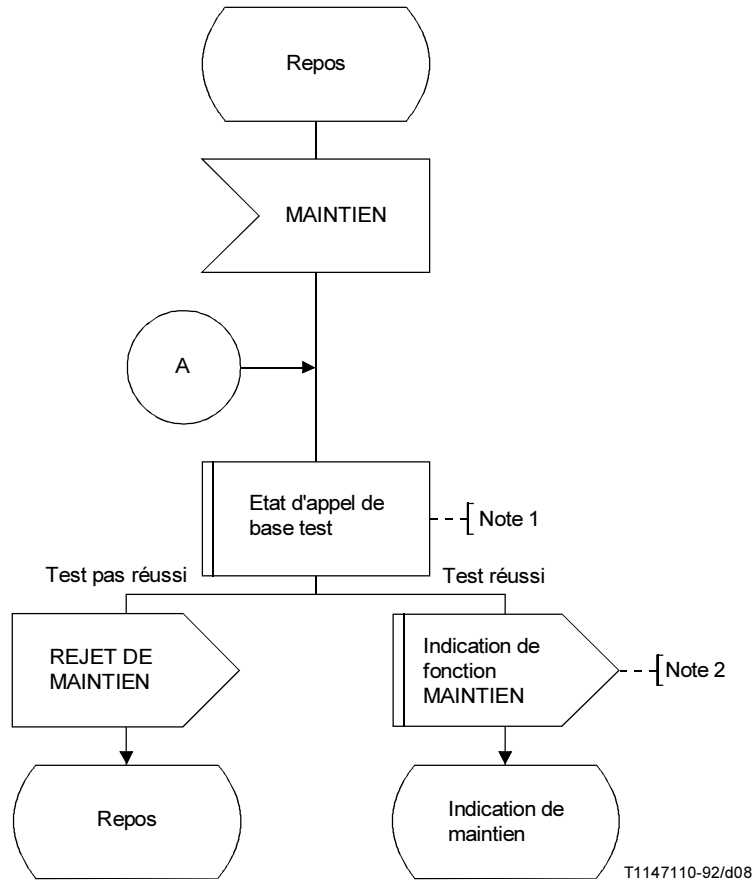 Repos
MAINTIEN
A
Etat d'appel de
base test
Note 1
Test pas réussi
Test réussi
REJET DE
MAINTIEN
Indication de
fonction
MAINTIEN
Note 2
Repos
Indication de
maintien
T1147110-92/d08